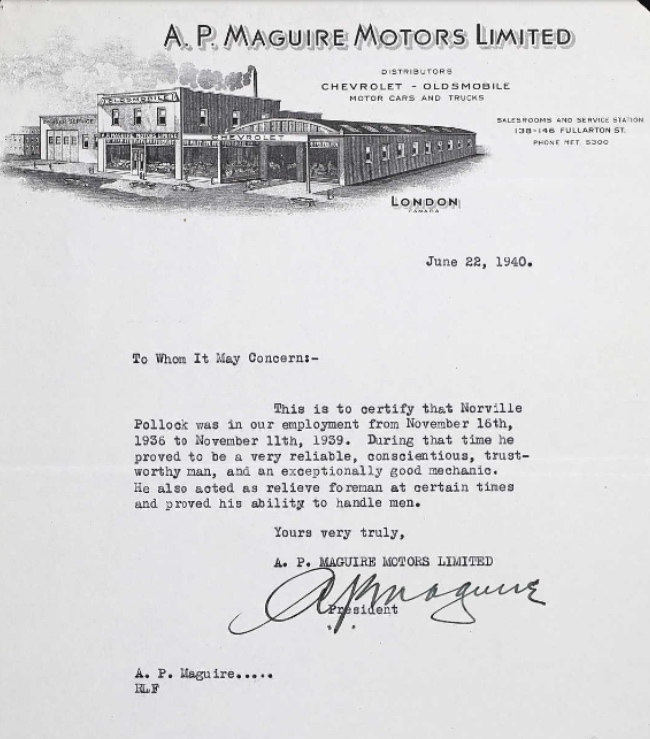 A. P. MAGUIRE MOTORS LIMITED
DISTRIBUTORS
CHEVROLET - OLDSMOBILE
MOTOR CARS AND TRUCKS
SALESROOMS AND SERVICE STATION
138-146 FULLARTON ST.
PHONE MET. 5300
OLDSMOBILE
CHEVROLET
LONDON
CANADA
June 22, 1940.
To Whom It May Concern:-
This is to certify that Norville
Pollock was in our employment from November 16th,
1936 to November 11th, 1939. During that time he
proved to be a very reliable, conscientious, trust-
worthy man, and an exceptionally good mechanic.
He also acted as relieve foreman at certain times
and proved his ability to handle men.
Yours very truly,
A. P. MAGUIRE MOTORS LIMITED
A P Maguire
President
A. P. Maguire.....
RLF